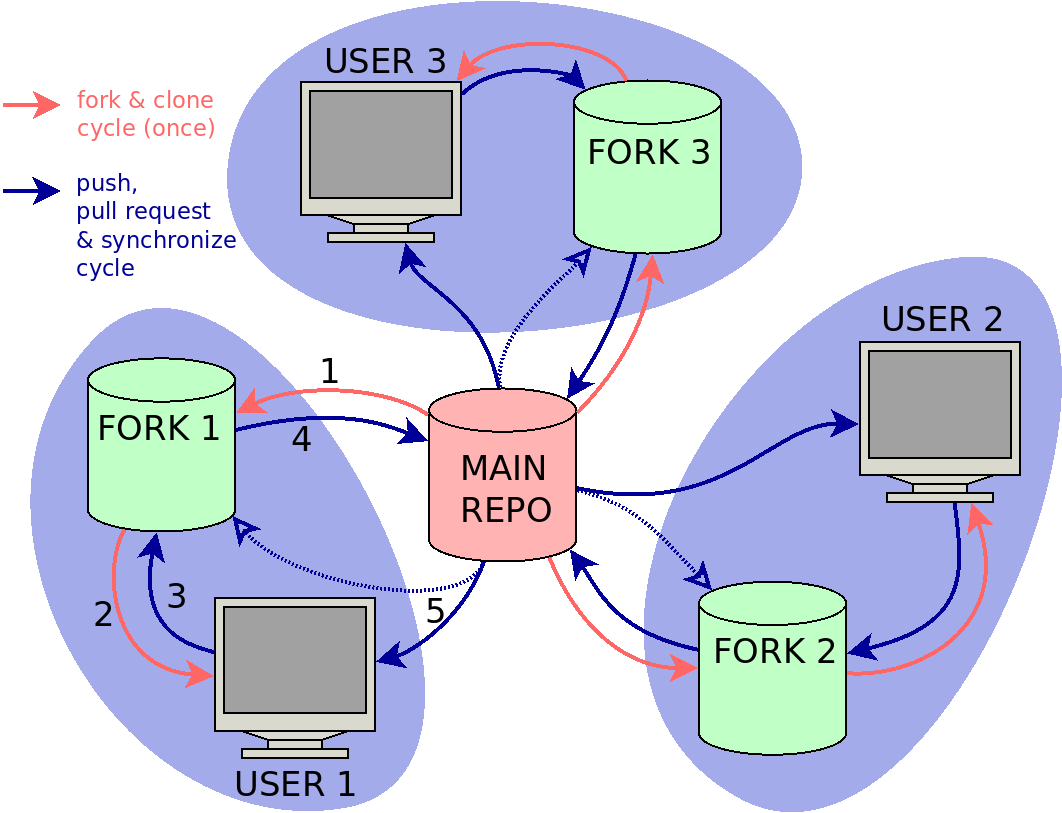 USER 3
fork & clone
cycle (once)
FORK 3
push,
pull request
& synchronize
cycle
USER 2
1
FORK 1
4
MAIN
REPO
3
2
5
FORK 2
USER 1